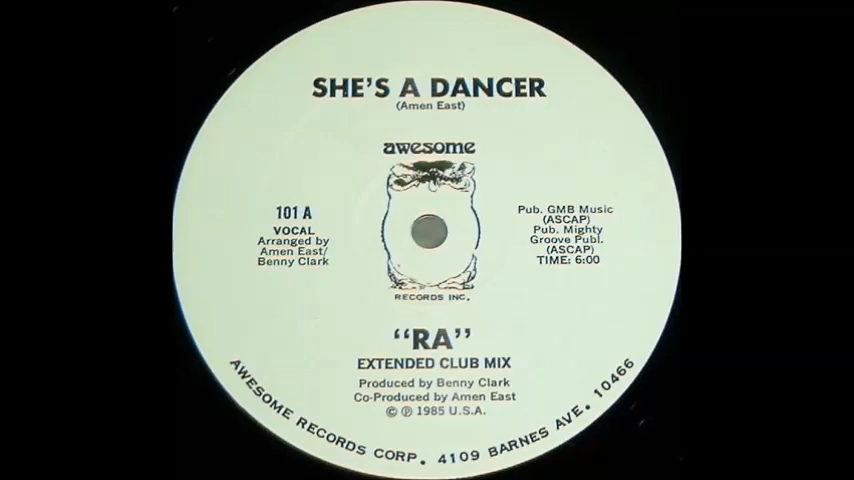 SHE'S A DANCER
(Amen East)
awesome
101 A
VOCAL
Arranged by
Amen East/
Benny Clark
Pub. GMB Music
(ASCAP)
Pub. Mighty
Groove Publ.
(ASCAP)
TIME: 6:00
RECORDS INC.
“RA”
EXTENDED CLUB MIX
Produced by Benny Clark
Co-Produced by Amen East
© ℗ 1985 U.S.A.
AWESOME RECORDS CORP. 4109 BARNES AVE. 10466